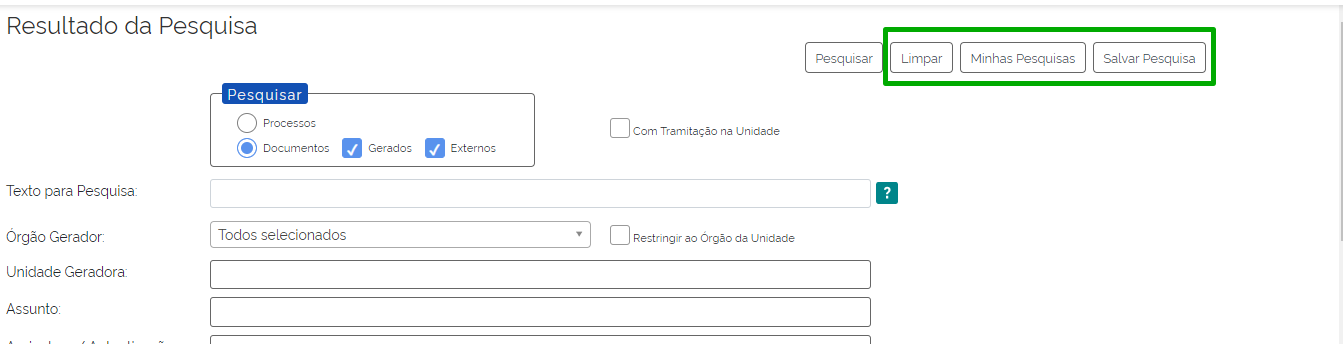 Resultado da Pesquisa
Pesquisar Limpar Minhas Pesquisas Salvar Pesquisa
Pesquisar
Processos
Documentos Gerados Externos
Com Tramitação na Unidade
Texto para Pesquisa:
?
Órgão Gerador: Todos selecionados Restringir ao Órgão da Unidade
Unidade Geradora:
Assunto: